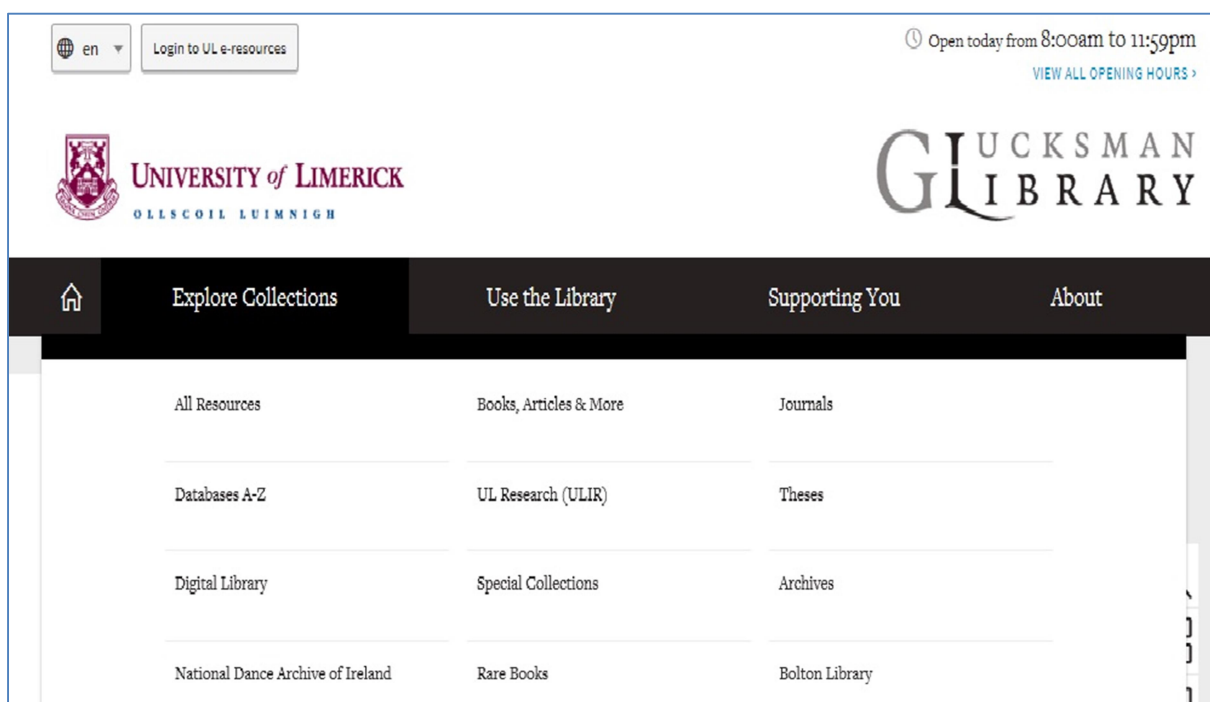 en Login to UL e-resources Open today from 8:00am to 11:59pm
VIEW ALL OPENING HOURS >
UNIVERSITY of LIMERICK
OLLSCOIL LUIMNIGH
GLUCKSMAN
LIBRARY
Explore Collections Use the Library Supporting You About
All Resources Books, Articles & More Journals
Databases A-Z UL Research (ULIR) Theses
Digital Library Special Collections Archives
National Dance Archive of Ireland Rare Books Bolton Library